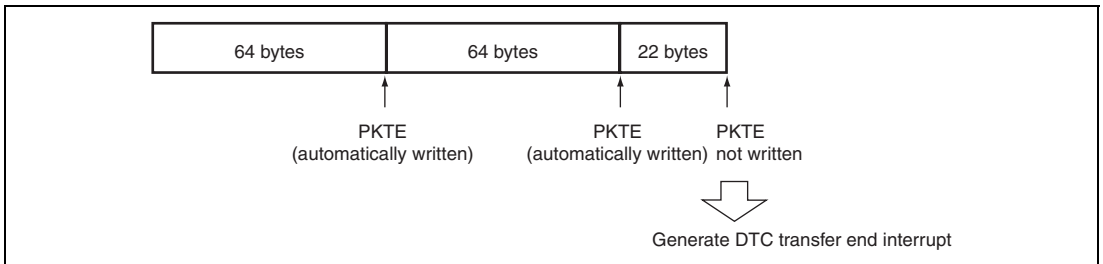 64 bytes 64 bytes 22 bytes
PKTE PKTE PKTE
(automatically written) (automatically written) not written
Generate DTC transfer end interrupt